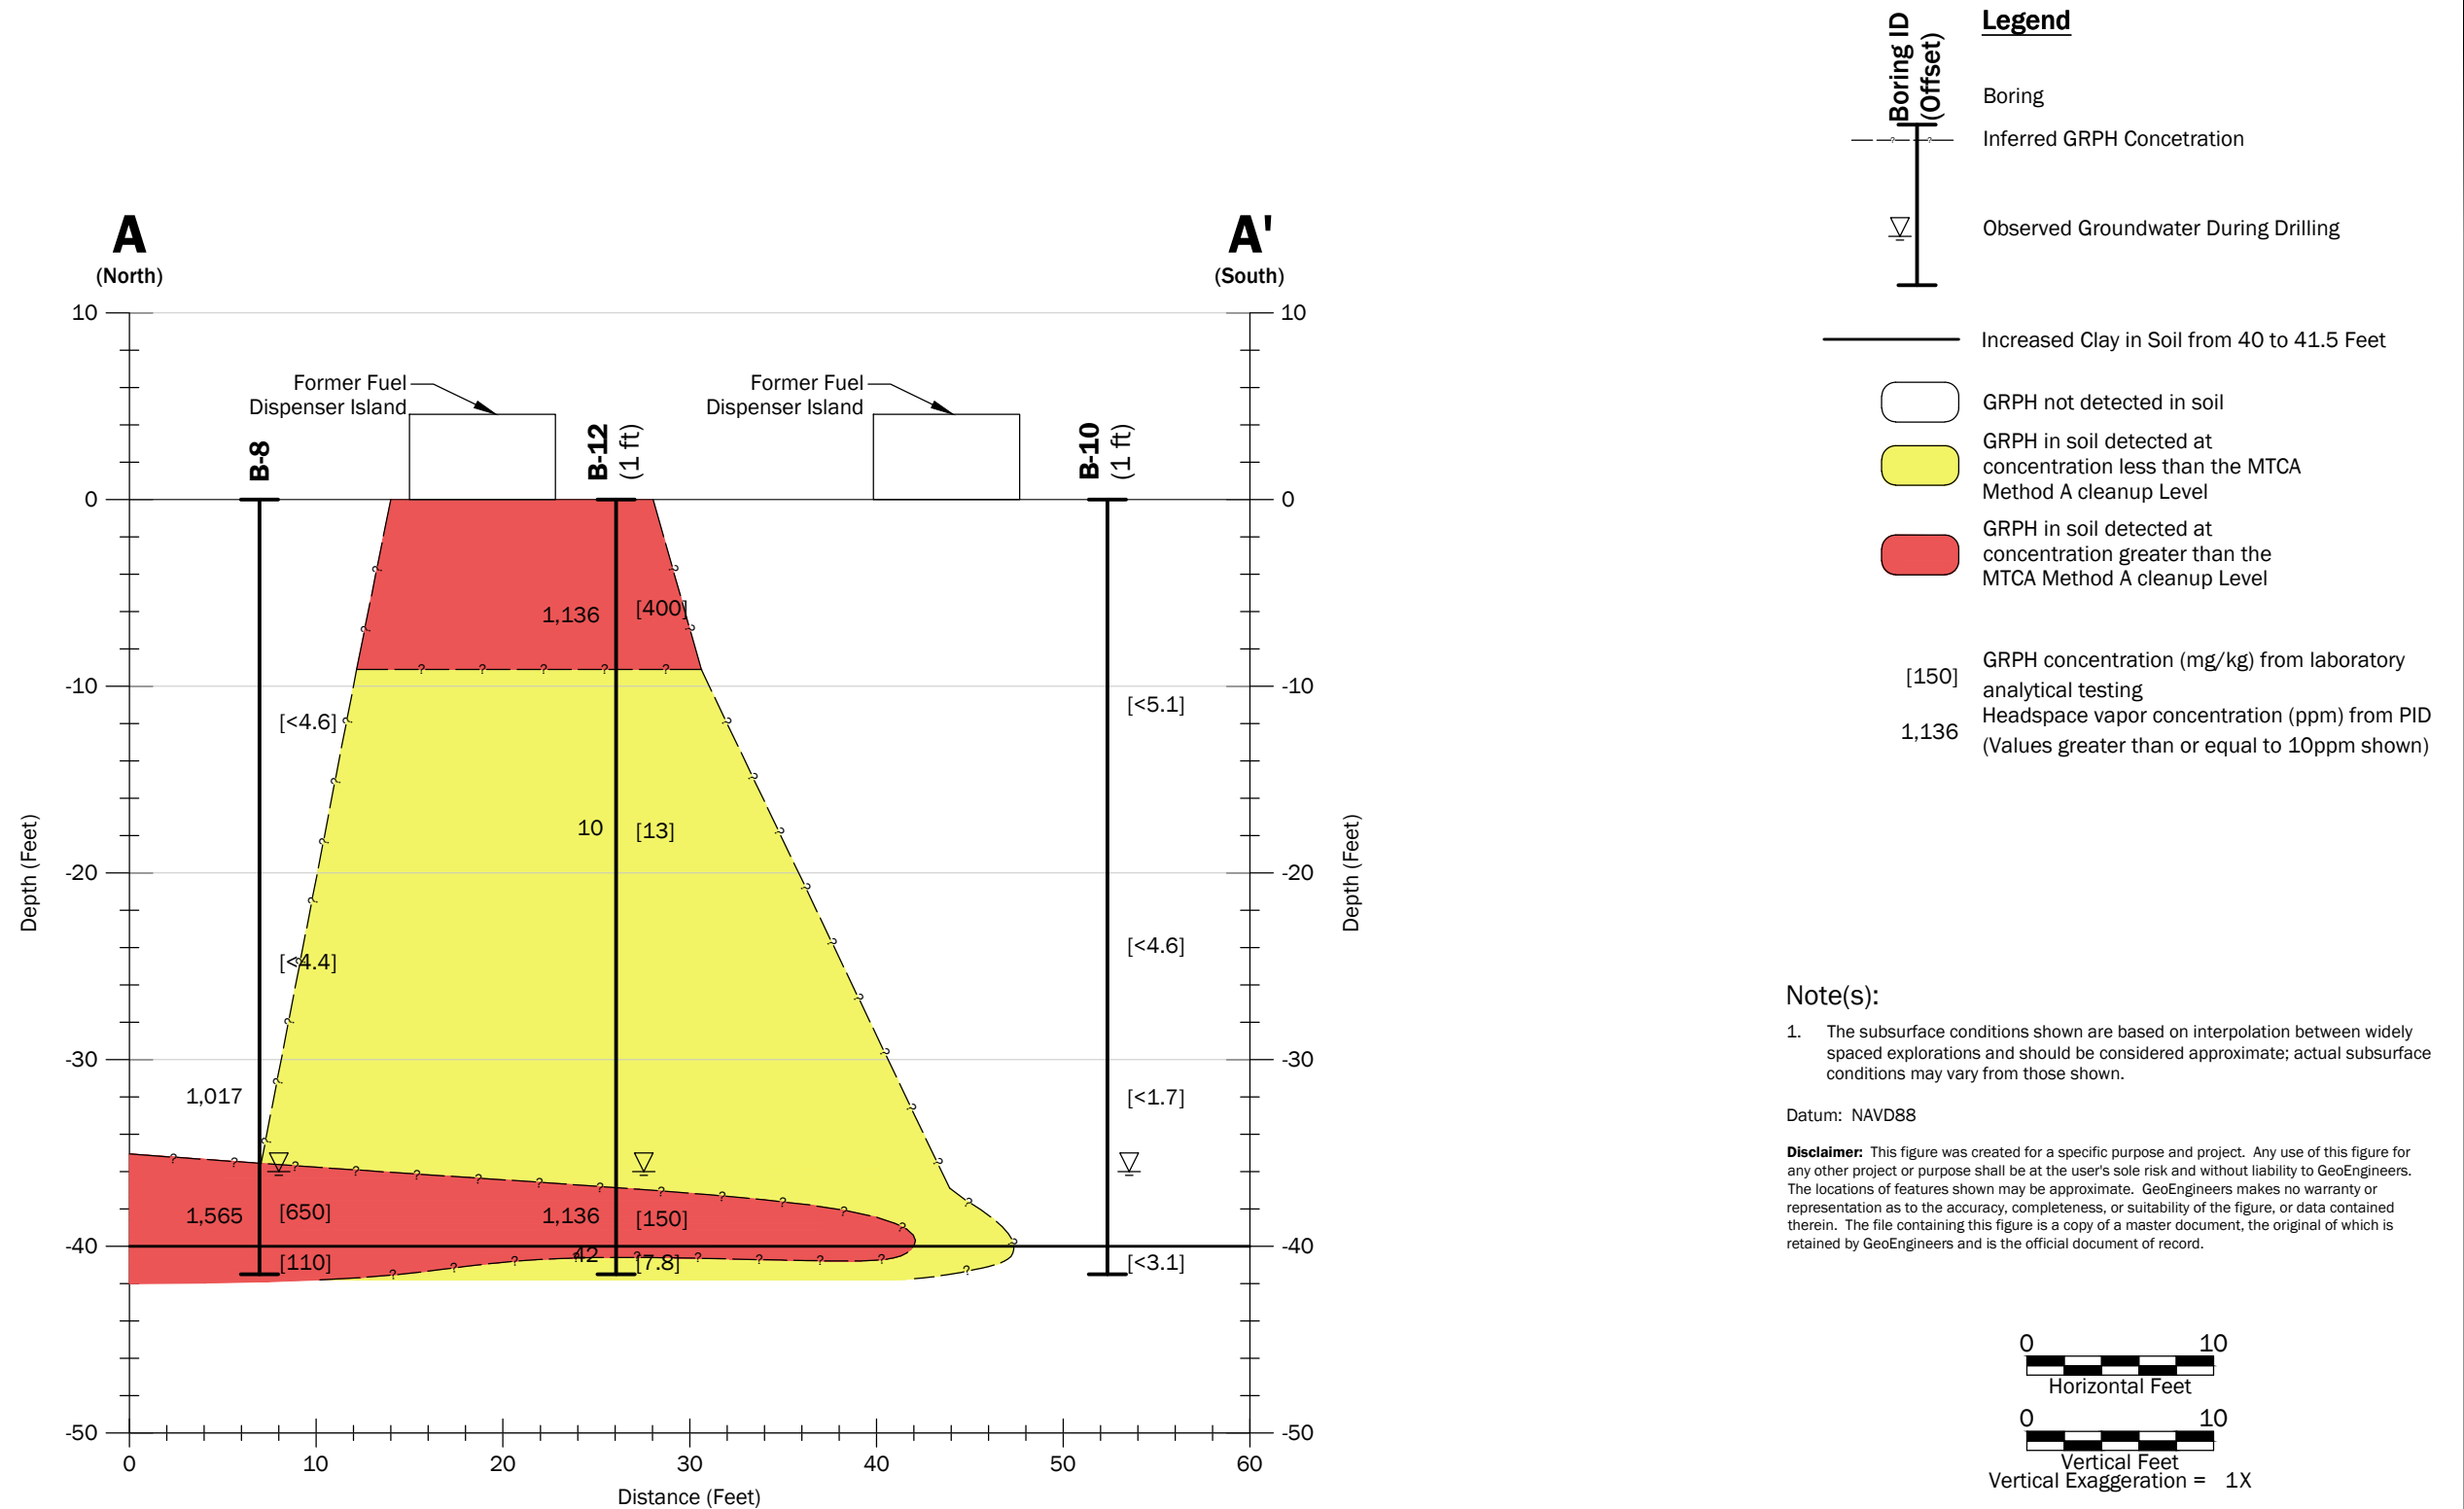 A
(North)
A'
(South)
10
0
-10
-20
-30
-40
-50
Depth (Feet)
10
0
-10
-20
-30
-40
-50
Depth (Feet)
0
10
20
30
40
50
60
Distance (Feet)
Former Fuel
Dispenser Island
Former Fuel
Dispenser Island
B-8
B-12
(1 ft)
B-10
(1 ft)
1,136
[400]
[<4.6]
[<5.1]
10
[13]
[<4.4]
[<4.6]
1,017
[<1.7]
1,565
[650]
1,136
[150]
[110]
42
[7.8]
[<3.1]
? ? ? ? ?
Legend
Boring ID
(Offset)
Boring
Inferred GRPH Concetration
Observed Groundwater During Drilling
Increased Clay in Soil from 40 to 41.5 Feet
GRPH not detected in soil
GRPH in soil detected at
concentration less than the MTCA
Method A cleanup Level
GRPH in soil detected at
concentration greater than the
MTCA Method A cleanup Level
[150]
GRPH concentration (mg/kg) from laboratory
analytical testing
1,136
Headspace vapor concentration (ppm) from PID
(Values greater than or equal to 10ppm shown)
Note(s):
1. The subsurface conditions shown are based on interpolation between widely
spaced explorations and should be considered approximate; actual subsurface
conditions may vary from those shown.
Datum: NAVD88
Disclaimer: This figure was created for a specific purpose and project. Any use of this figure for
any other project or purpose shall be at the user's sole risk and without liability to GeoEngineers.
The locations of features shown may be approximate. GeoEngineers makes no warranty or
representation as to the accuracy, completeness, or suitability of the figure, or data contained
therein. The file containing this figure is a copy of a master document, the original of which is
retained by GeoEngineers and is the official document of record.
0 10
Horizontal Feet
0 10
Vertical Feet
Vertical Exaggeration = 1X